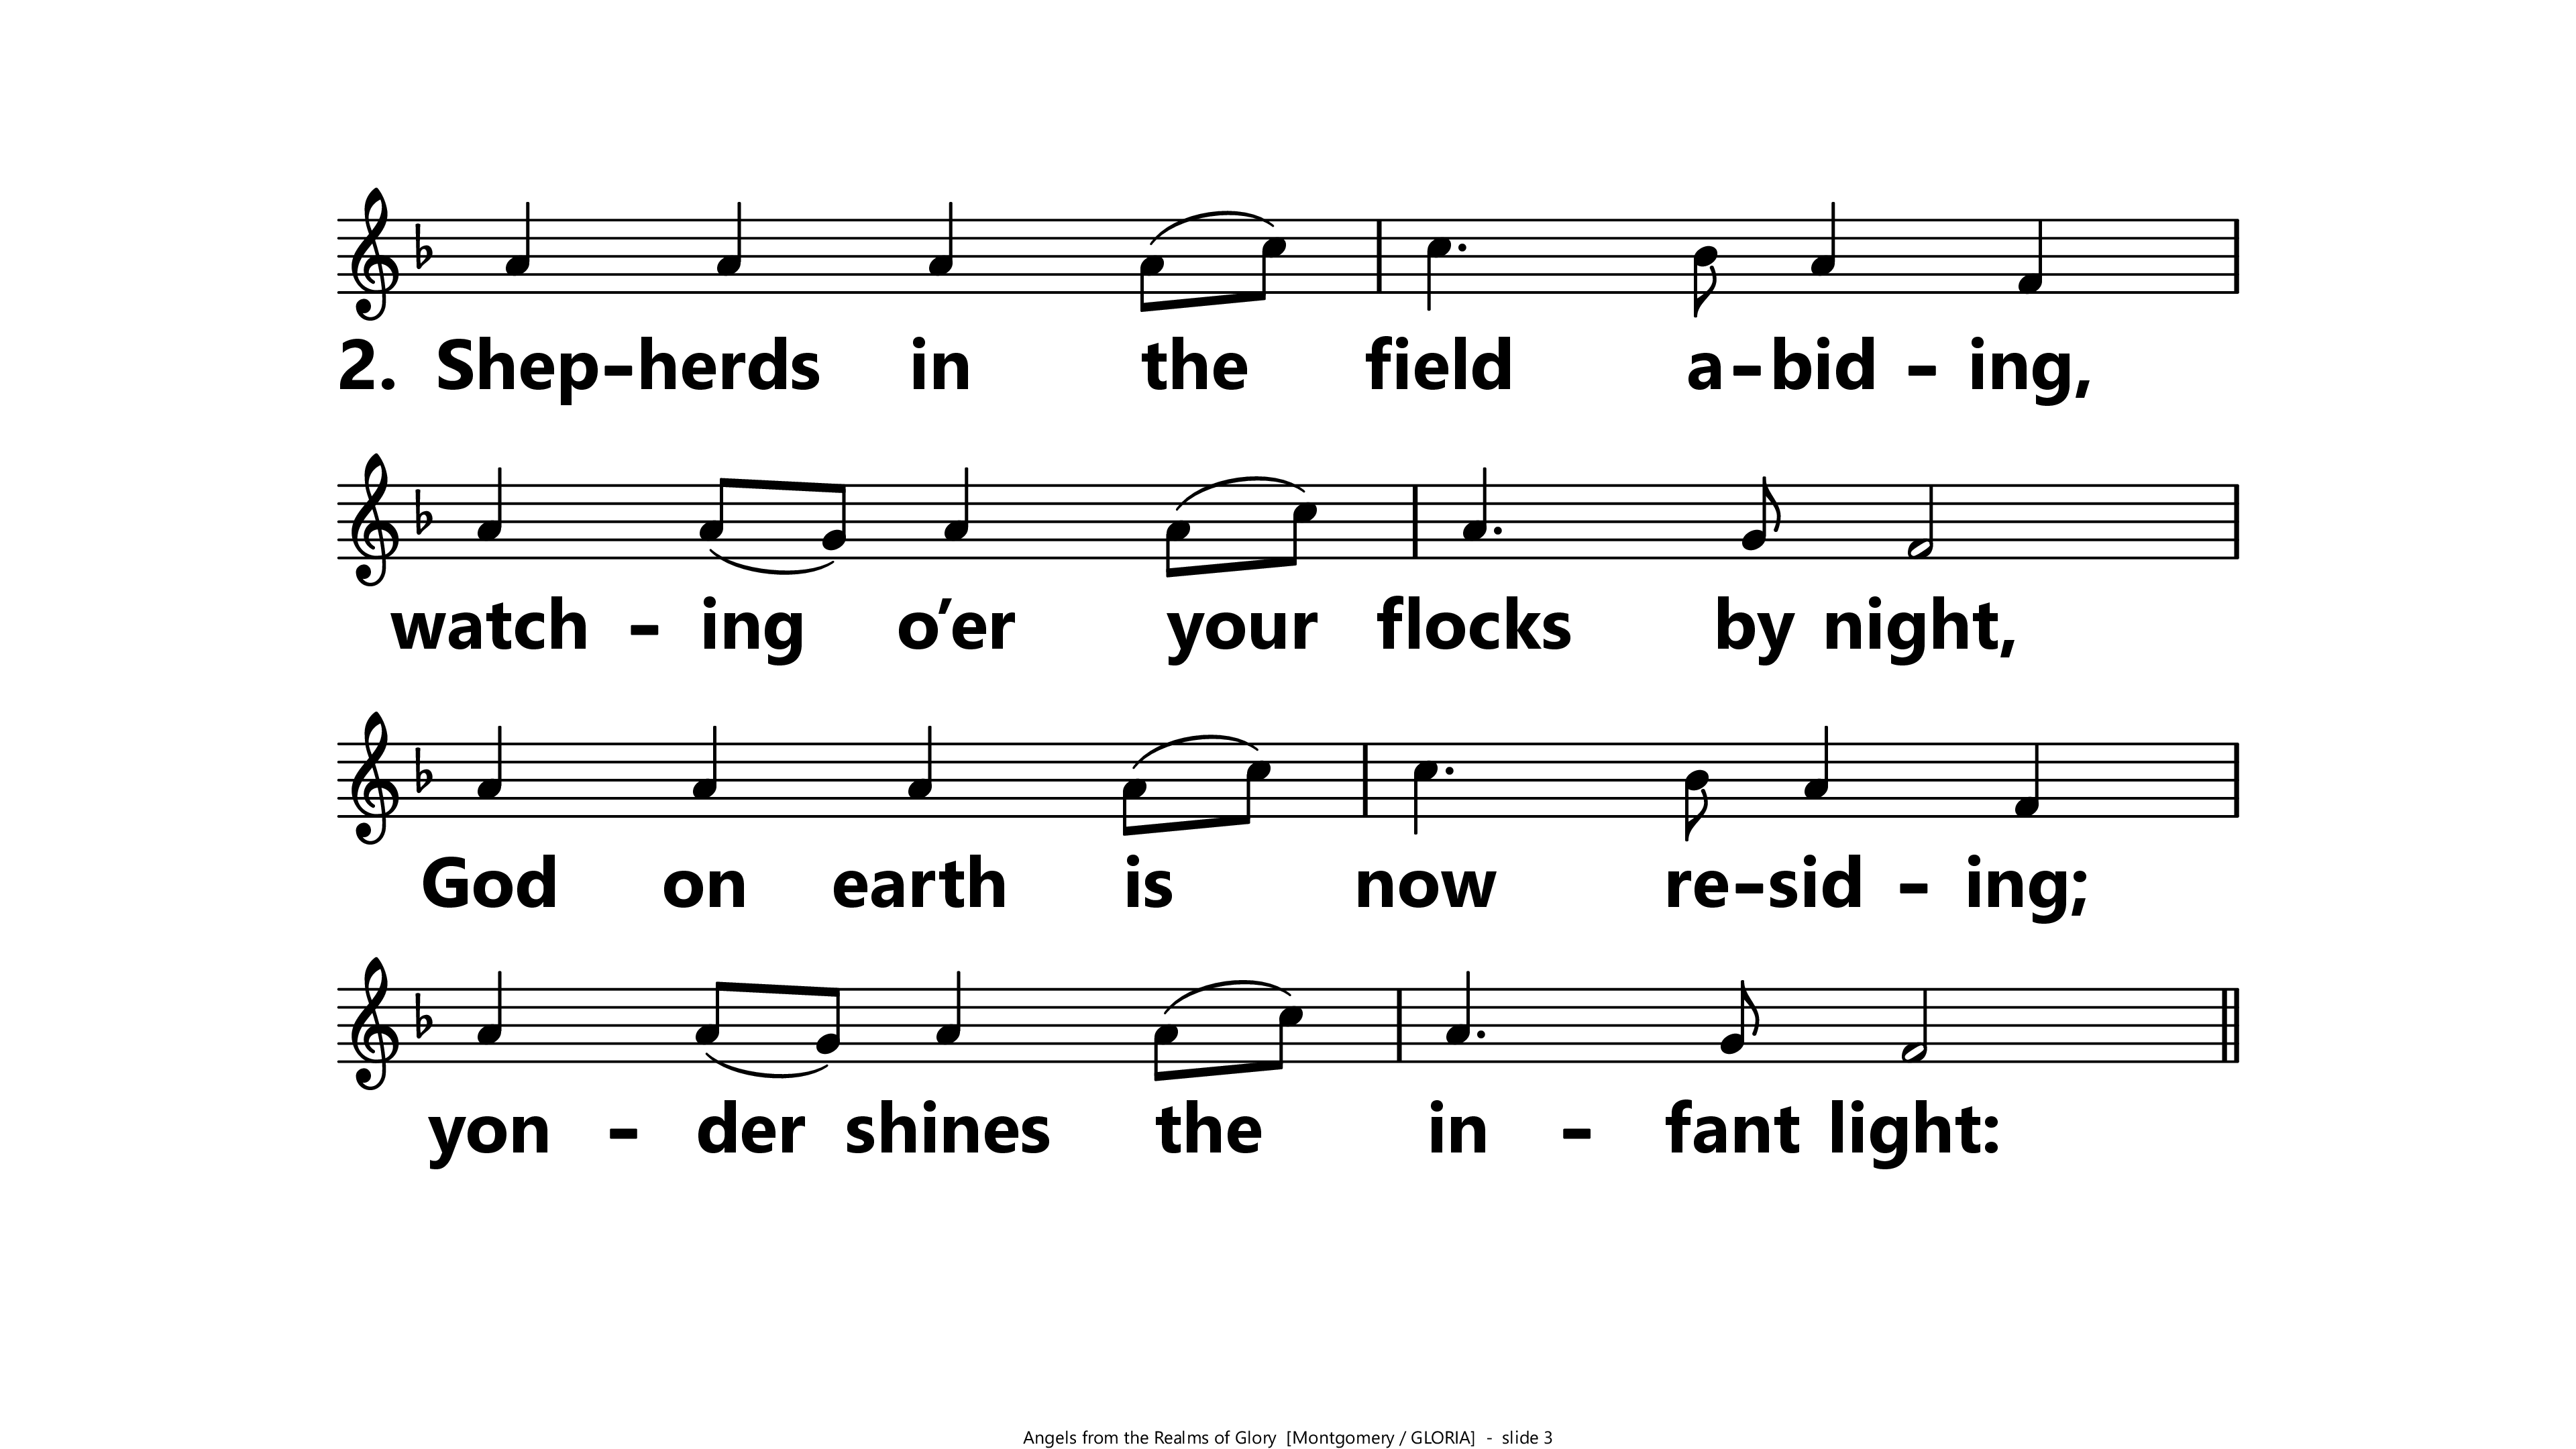 2. Shep-herds in the field a-bid - ing,
watch - ing o’er your flocks by night,
God on earth is now re-sid - ing;
yon - der shines the in - fant light:
Angels from the Realms of Glory [Montgomery / GLORIA] - slide 3